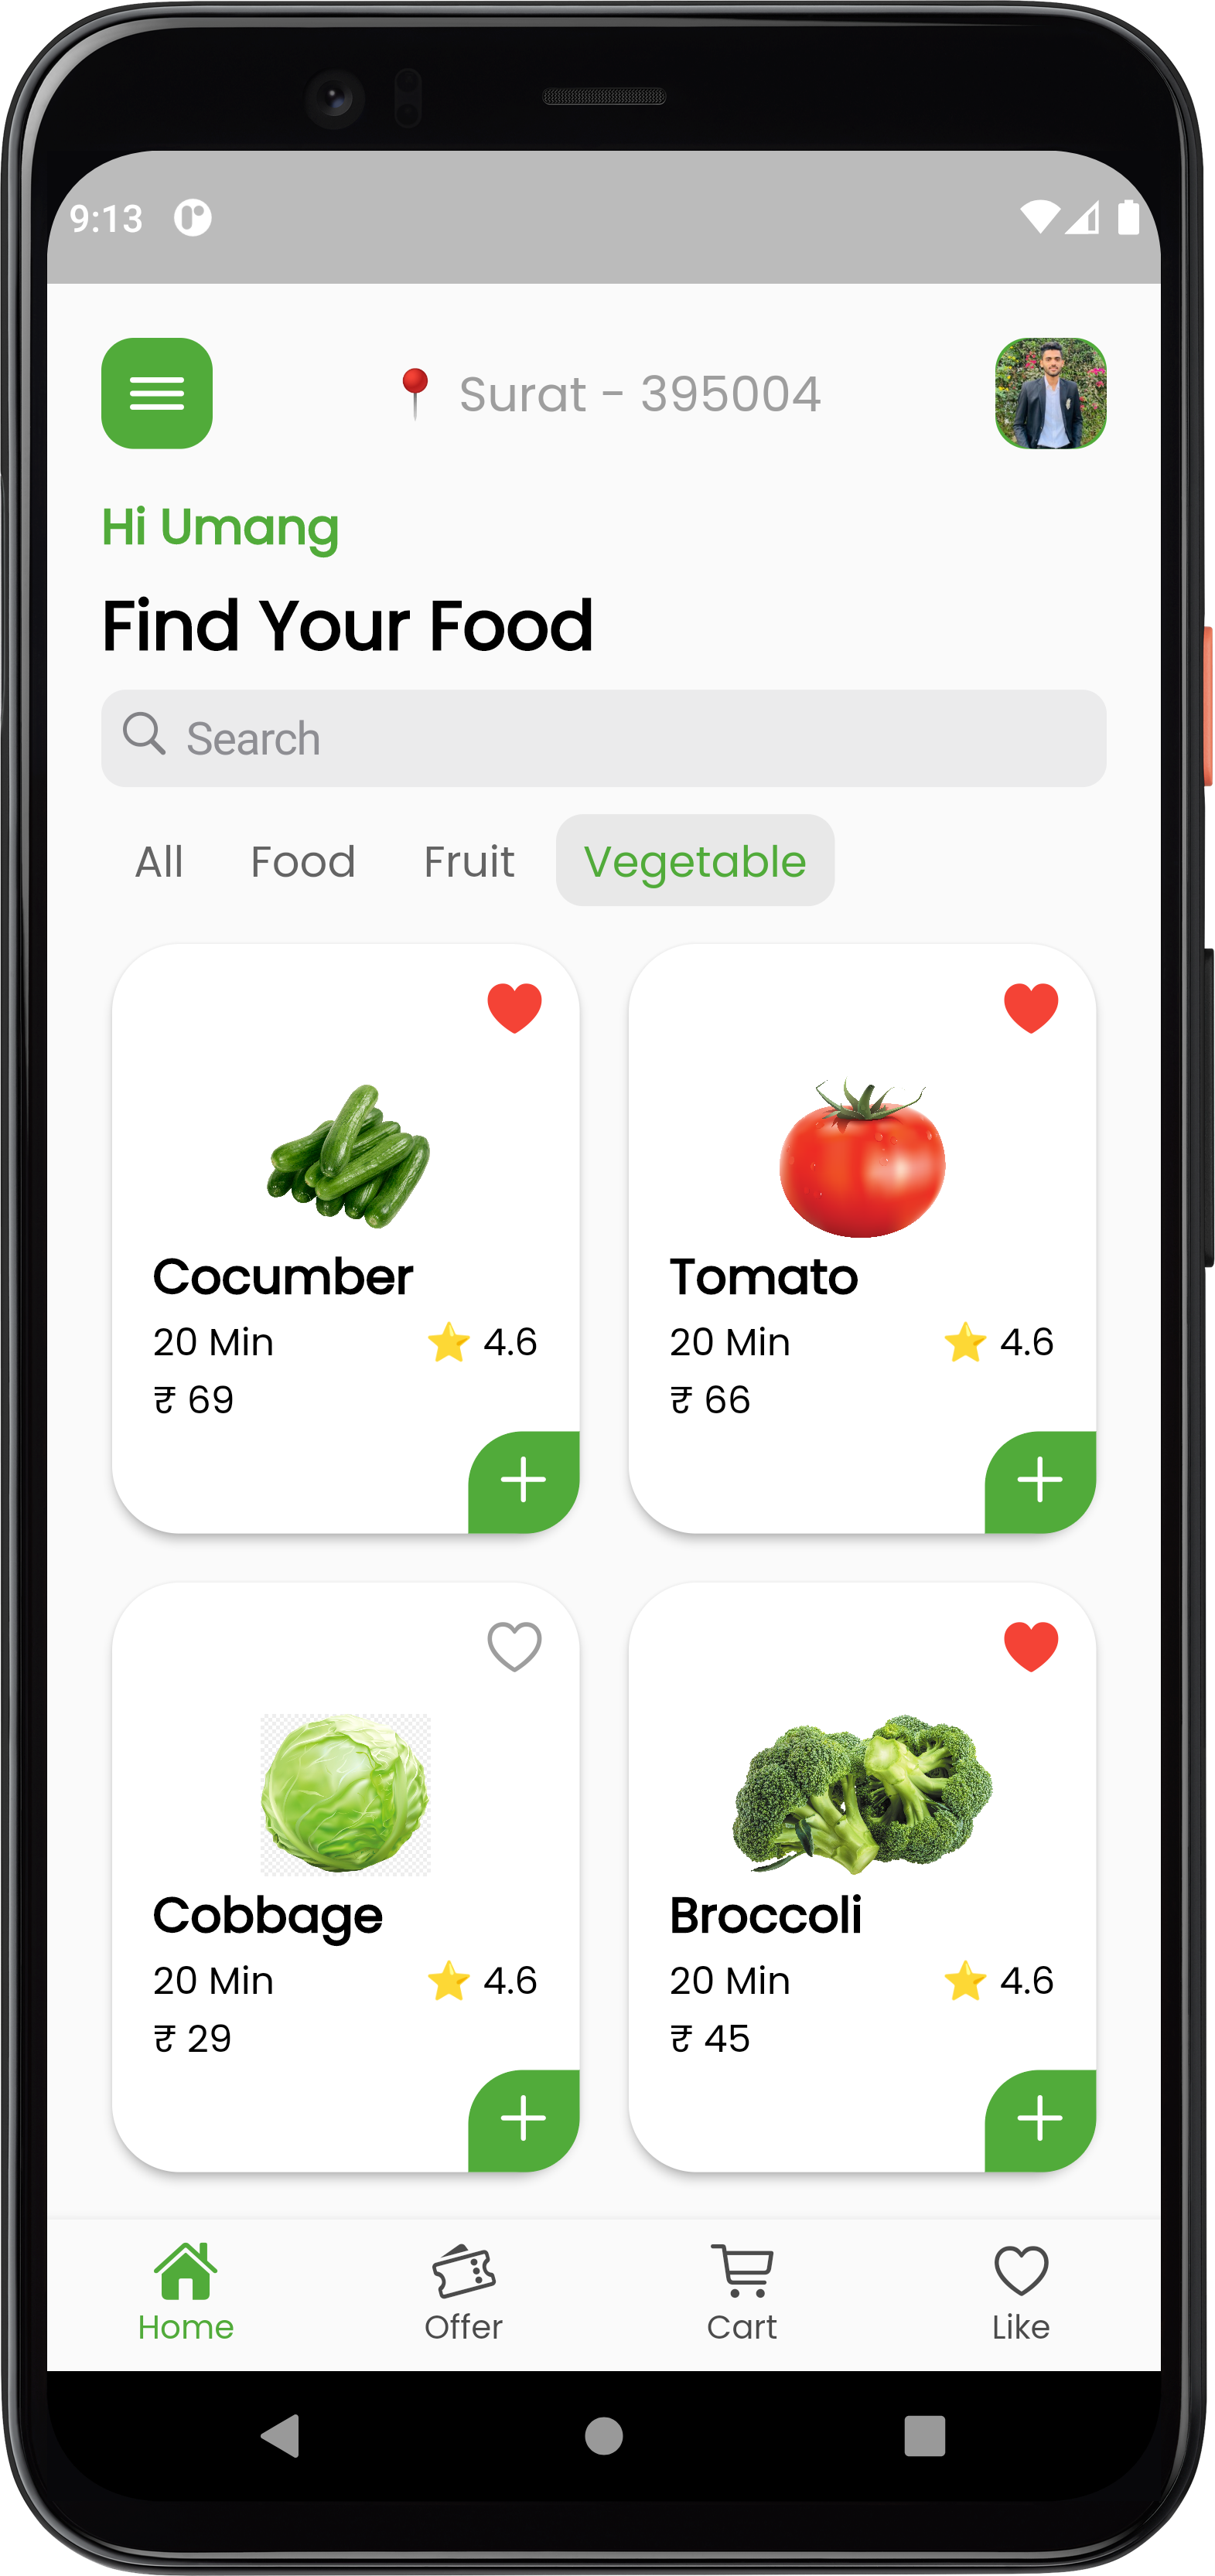 9:13
Surat - 395004
Hi Umang
Find Your Food
Search
All Food Fruit Vegetable
Cocumber
20 Min 4.6
₹ 69
Tomato
20 Min 4.6
₹ 66
Cobbage
20 Min 4.6
₹ 29
Broccoli
20 Min 4.6
₹ 45
Home Offer Cart Like